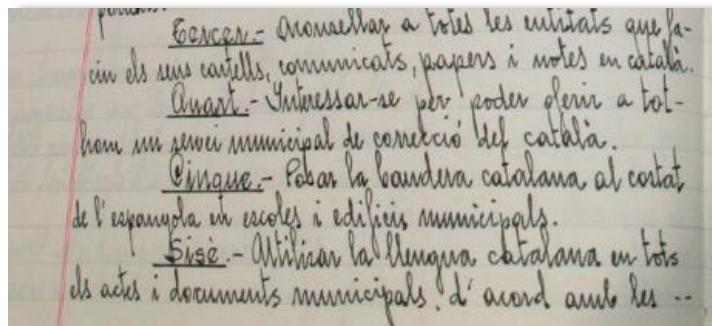 Tercer.- Aconsellar a totes les entitats que fa-
cin els seus cartells, comunicats, papers i notes en català.
Quart.- Interessar-se per poder oferir a tot-
hom un servei municipal de correcció del català.
Cinque.- Posar la bandera catalana al costat
de l'espanyola en escoles i edificis municipals.
Sisè.- Utilizar la llengua catalana en tots
els actes i documents municipals, d'acord amb les --